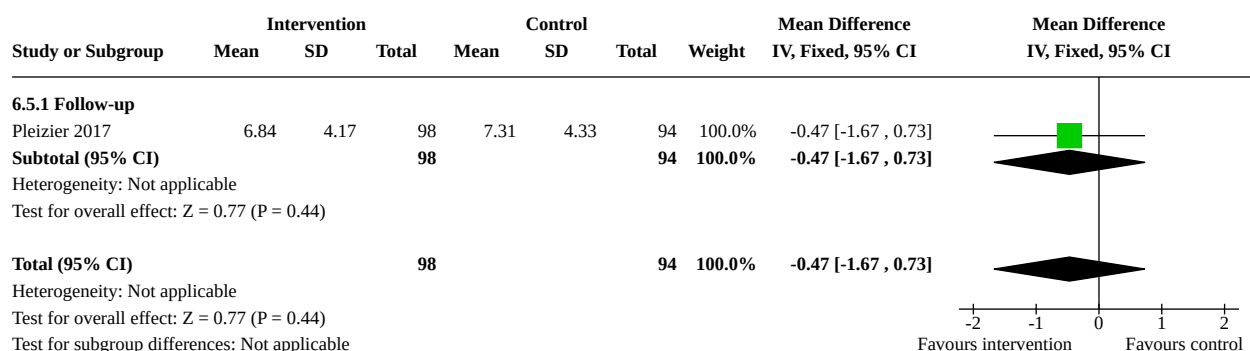 Intervention Control Mean Difference Mean Difference
Study or Subgroup Mean SD Total Mean SD Total Weight IV, Fixed, 95% CI IV, Fixed, 95% CI
6.5.1 Follow-up
Pleizier 2017 6.84 4.17 98 7.31 4.33 94 100.0% -0.47 [-1.67 , 0.73]
Subtotal (95% CI) 98 94 100.0% -0.47 [-1.67 , 0.73]
Heterogeneity: Not applicable
Test for overall effect: Z = 0.77 (P = 0.44)
Total (95% CI) 98 94 100.0% -0.47 [-1.67 , 0.73]
Heterogeneity: Not applicable
Test for overall effect: Z = 0.77 (P = 0.44)
-2 -1 0 1 2
Test for subgroup differences: Not applicable Favours intervention Favours control